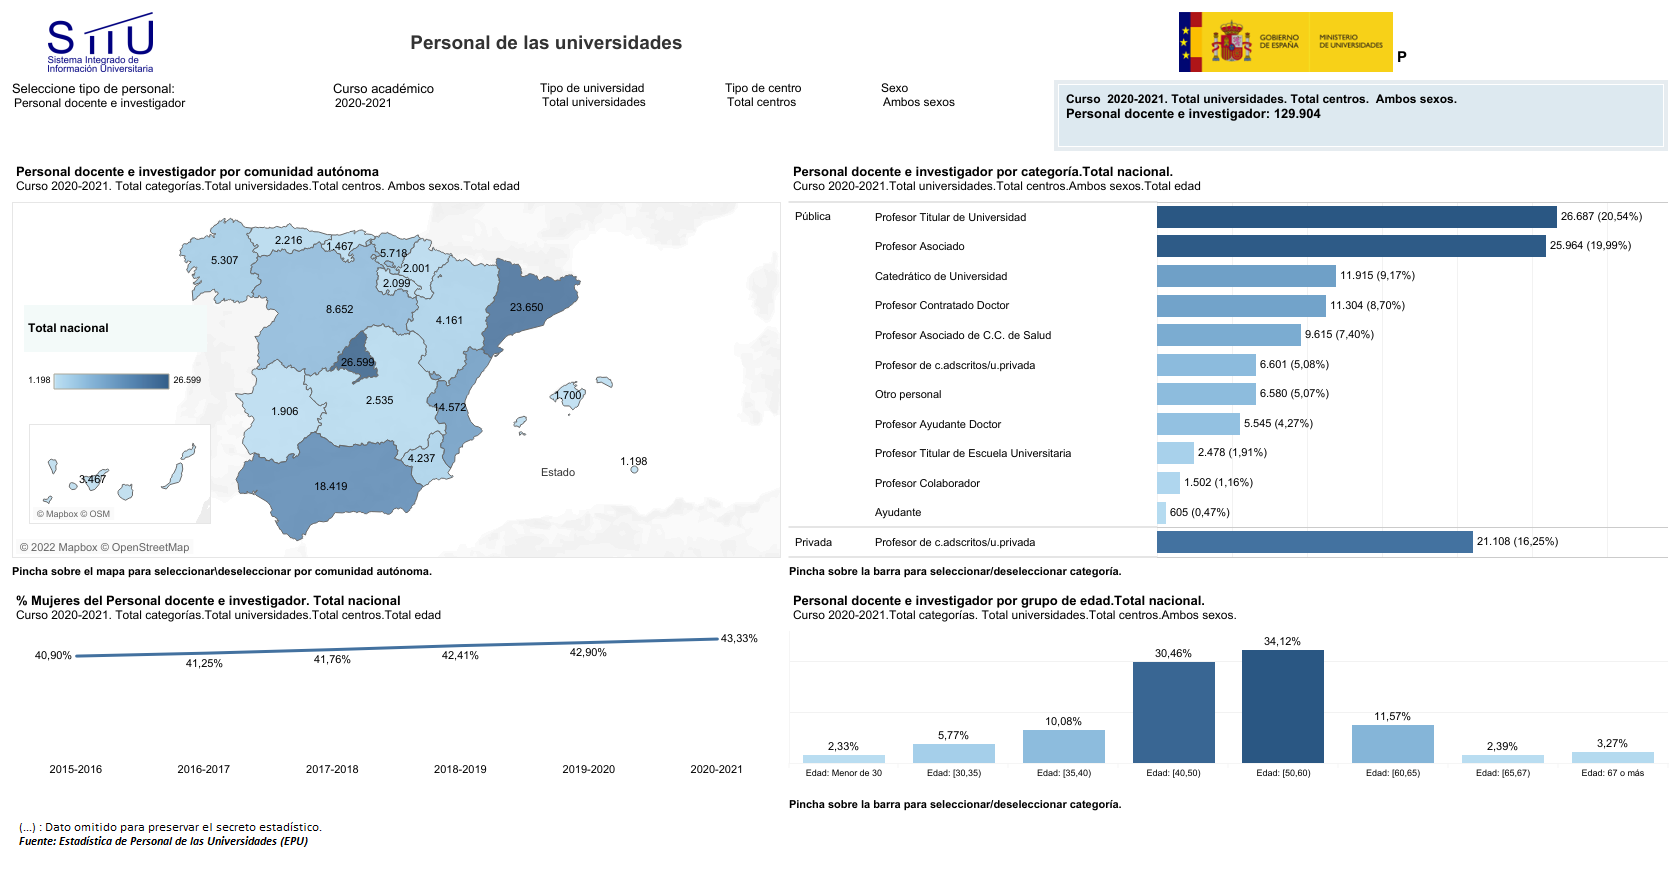 SIIU
Sistema Integrado de
Información Universitaria
Personal de las universidades
GOBIERNO
DE ESPAÑA
MINISTERIO
DE UNIVERSIDADES
P
Seleccione tipo de personal:
Personal docente e investigador
Curso académico
2020-2021
Tipo de universidad
Total universidades
Tipo de centro
Total centros
Sexo
Ambos sexos
Curso 2020-2021. Total universidades. Total centros. Ambos sexos.
Personal docente e investigador: 129.904
Personal docente e investigador por comunidad autónoma
Curso 2020-2021. Total categorías.Total universidades.Total centros. Ambos sexos.Total edad
2.216
1.467
5.718
5.307
2.001
2.099
8.652
4.161
23.650
Total nacional
1.198
26.599
26.599
1.906
2.535
14.572
1.700
4.237
18.419
Estado
1.198
3.467
© Mapbox © OSM
© 2022 Mapbox © OpenStreetMap
Pincha sobre el mapa para seleccionar\deseleccionar por comunidad autónoma.
Personal docente e investigador por categoría.Total nacional.
Curso 2020-2021.Total universidades.Total centros.Ambos sexos.Total edad
Pública
Profesor Titular de Universidad
26.687 (20,54%)
Profesor Asociado
25.964 (19,99%)
Catedrático de Universidad
11.915 (9,17%)
Profesor Contratado Doctor
11.304 (8,70%)
Profesor Asociado de C.C. de Salud
9.615 (7,40%)
Profesor de c.adscritos/u.privada
6.601 (5,08%)
Otro personal
6.580 (5,07%)
Profesor Ayudante Doctor
5.545 (4,27%)
Profesor Titular de Escuela Universitaria
2.478 (1,91%)
Profesor Colaborador
1.502 (1,16%)
Ayudante
605 (0,47%)
Privada
Profesor de c.adscritos/u.privada
21.108 (16,25%)
Pincha sobre la barra para seleccionar/deseleccionar categoría.
% Mujeres del Personal docente e investigador. Total nacional
Curso 2020-2021. Total categorías.Total universidades.Total centros.Total edad
40,90%
41,25%
41,76%
42,41%
42,90%
43,33%
2015-2016
2016-2017
2017-2018
2018-2019
2019-2020
2020-2021
Personal docente e investigador por grupo de edad.Total nacional.
Curso 2020-2021.Total categorías. Total universidades.Total centros.Ambos sexos.
2,33%
5,77%
10,08%
30,46%
34,12%
11,57%
2,39%
3,27%
Edad: Menor de 30
Edad: [30,35)
Edad: [35,40)
Edad: [40,50)
Edad: [50,60)
Edad: [60,65)
Edad: [65,67)
Edad: 67 o más
Pincha sobre la barra para seleccionar/deseleccionar categoría.
(...) : Dato omitido para preservar el secreto estadístico.
Fuente: Estadística de Personal de las Universidades (EPU)